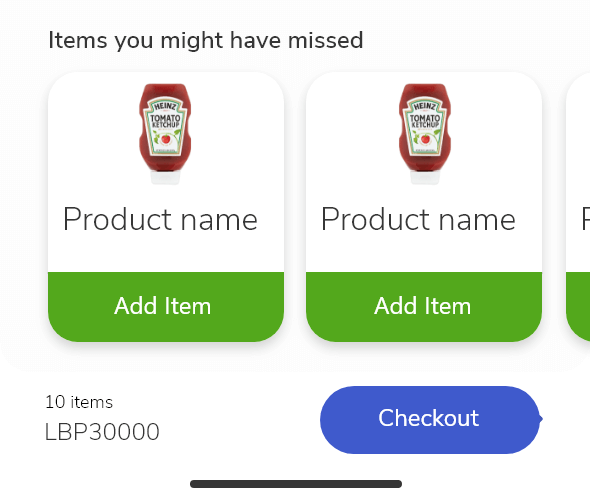 Items you might have missed
HEINZ
TOMATO
KETCHUP
HEINZ
TOMATO
KETCHUP
Product name
Product name
Add Item
Add Item
10 items
LBP30000
Checkout